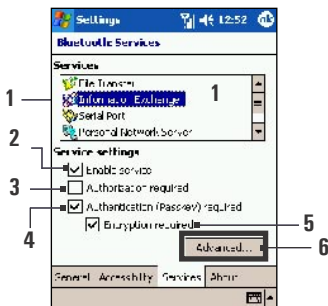 Settings 12:52 ok
Bluetooth Services
Services
File Transfer
1 Information Exchange 1
Serial Port
Personal Network Server
2 Service settings
Enable service
3 Authorization required
4 Authentication (Passkey) required
Encryption required 5
Advanced... 6
General Accessibility Services About